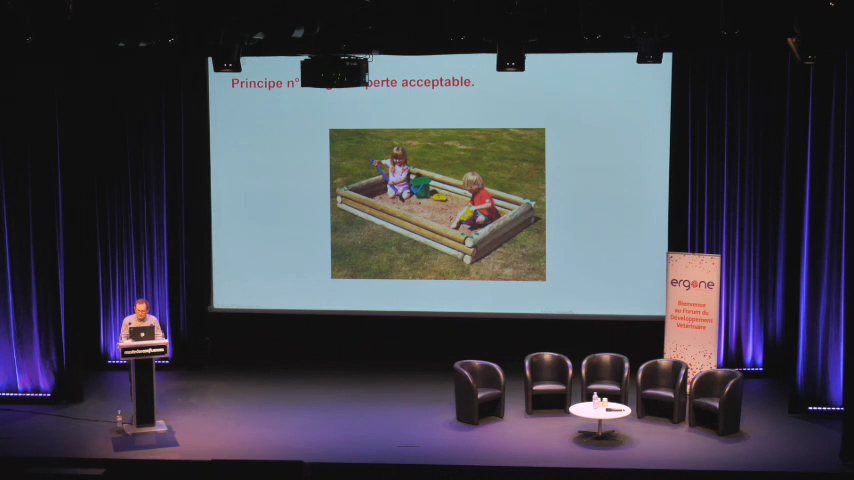 Principe n° perte acceptable.
ergone
Bienvenue
au Forum du
Développement
Vétérinaire